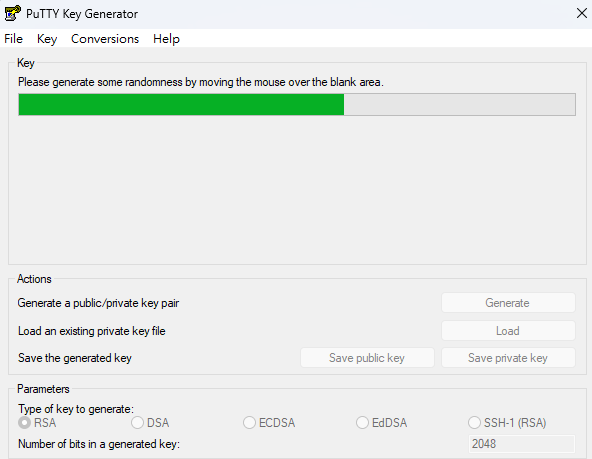 PuTTY Key Generator
File Key Conversions Help
Key
Please generate some randomness by moving the mouse over the blank area.
Actions
Generate a public/private key pair Generate
Load an existing private key file Load
Save the generated key Save public key Save private key
Parameters
Type of key to generate:
RSA DSA ECDSA EdDSA SSH-1 (RSA)
Number of bits in a generated key: 2048